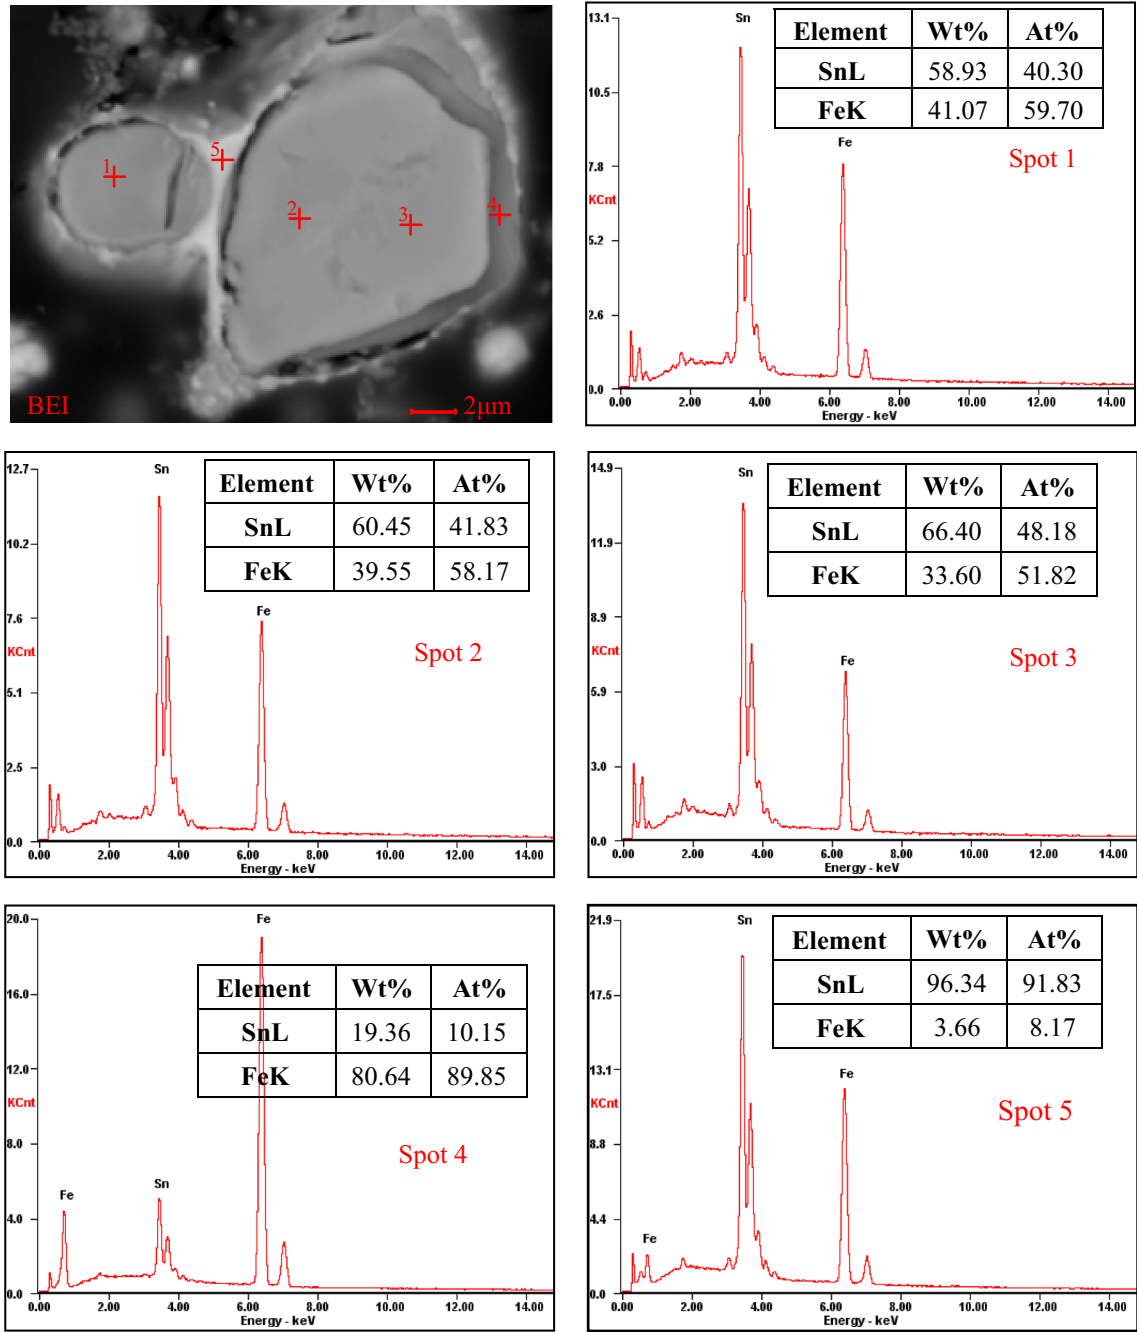 1
5
2
3
4
BEI
2μm
13.1
10.5
7.8
KCnt
5.2
2.6
0.0
Sn
Fe
Element Wt% At%
SnL 58.93 40.30
FeK 41.07 59.70
Spot 1
0.00 2.00 4.00 6.00 8.00 10.00 12.00 14.00
Energy - keV
12.7
10.2
7.6
KCnt
5.1
2.5
0.0
Sn
Fe
Element Wt% At%
SnL 60.45 41.83
FeK 39.55 58.17
Spot 2
0.00 2.00 4.00 6.00 8.00 10.00 12.00 14.00
Energy - keV
14.9
11.9
8.9
KCnt
5.9
3.0
0.0
Sn
Fe
Element Wt% At%
SnL 66.40 48.18
FeK 33.60 51.82
Spot 3
0.00 2.00 4.00 6.00 8.00 10.00 12.00 14.00
Energy - keV
20.0
16.0
12.0
KCnt
8.0
4.0
0.0
Fe
Sn
Fe
Element Wt% At%
SnL 19.36 10.15
FeK 80.64 89.85
Spot 4
0.00 2.00 4.00 6.00 8.00 10.00 12.00 14.00
Energy - keV
21.9
17.5
13.1
KCnt
8.8
4.4
0.0
Fe
Sn
Fe
Element Wt% At%
SnL 96.34 91.83
FeK 3.66 8.17
Spot 5
0.00 2.00 4.00 6.00 8.00 10.00 12.00 14.00
Energy - keV